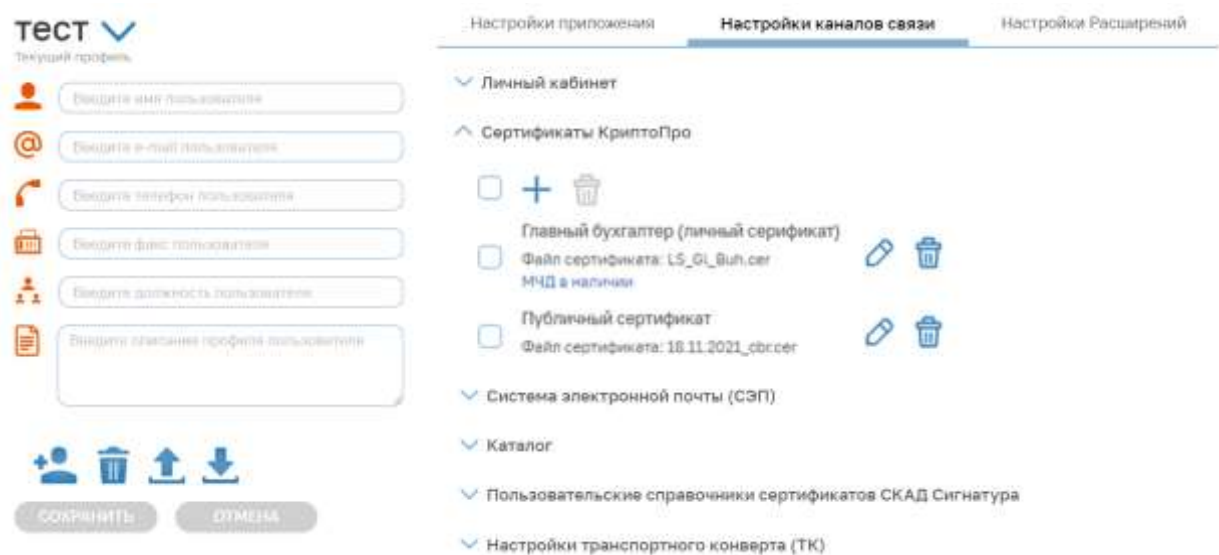 тест
Текущий профиль
Введите имя пользователя
Введите e-mail пользователя
Введите телефон пользователя
Введите факс пользователя
Введите должность пользователя
Введите описание профиля пользователя
СОХРАНИТЬ ОТМЕНА
Настройки приложения Настройки каналов связи Настройки Расширений
Личный кабинет
Сертификаты КриптоПро
Главный бухгалтер (личный серификат)
Файл сертификата: LS_Gl_Buh.cer
МЧД в наличии
Публичный сертификат
Файл сертификата: 18.11.2021_cbr.cer
Система электронной почты (СЭП)
Каталог
Пользовательские справочники сертификатов СКАД Сигнатура
Настройки транспортного конверта (ТК)